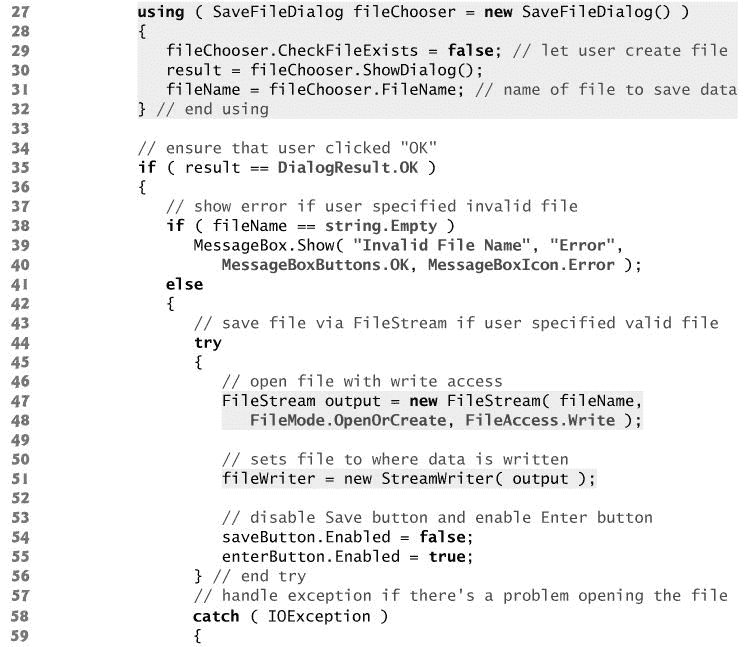 27 using ( SaveFileDialog fileChooser = new SaveFileDialog() )
28 {
29 fileChooser.CheckFileExists = false; // let user create file
30 result = fileChooser.ShowDialog();
31 fileName = fileChooser.FileName; // name of file to save data
32 } // end using
33
34 // ensure that user clicked "OK"
35 if ( result == DialogResult.OK )
36 {
37 // show error if user specified invalid file
38 if ( fileName == string.Empty )
39 MessageBox.Show( "Invalid File Name", "Error",
40 MessageBoxButtons.OK, MessageBoxIcon.Error );
41 else
42 {
43 // save file via FileStream if user specified valid file
44 try
45 {
46 // open file with write access
47 FileStream output = new FileStream( fileName,
48 FileMode.OpenOrCreate, FileAccess.Write );
49
50 // sets file to where data is written
51 fileWriter = new StreamWriter( output );
52
53 // disable Save button and enable Enter button
54 saveButton.Enabled = false;
55 enterButton.Enabled = true;
56 } // end try
57 // handle exception if there's a problem opening the file
58 catch ( IOException )
59 {